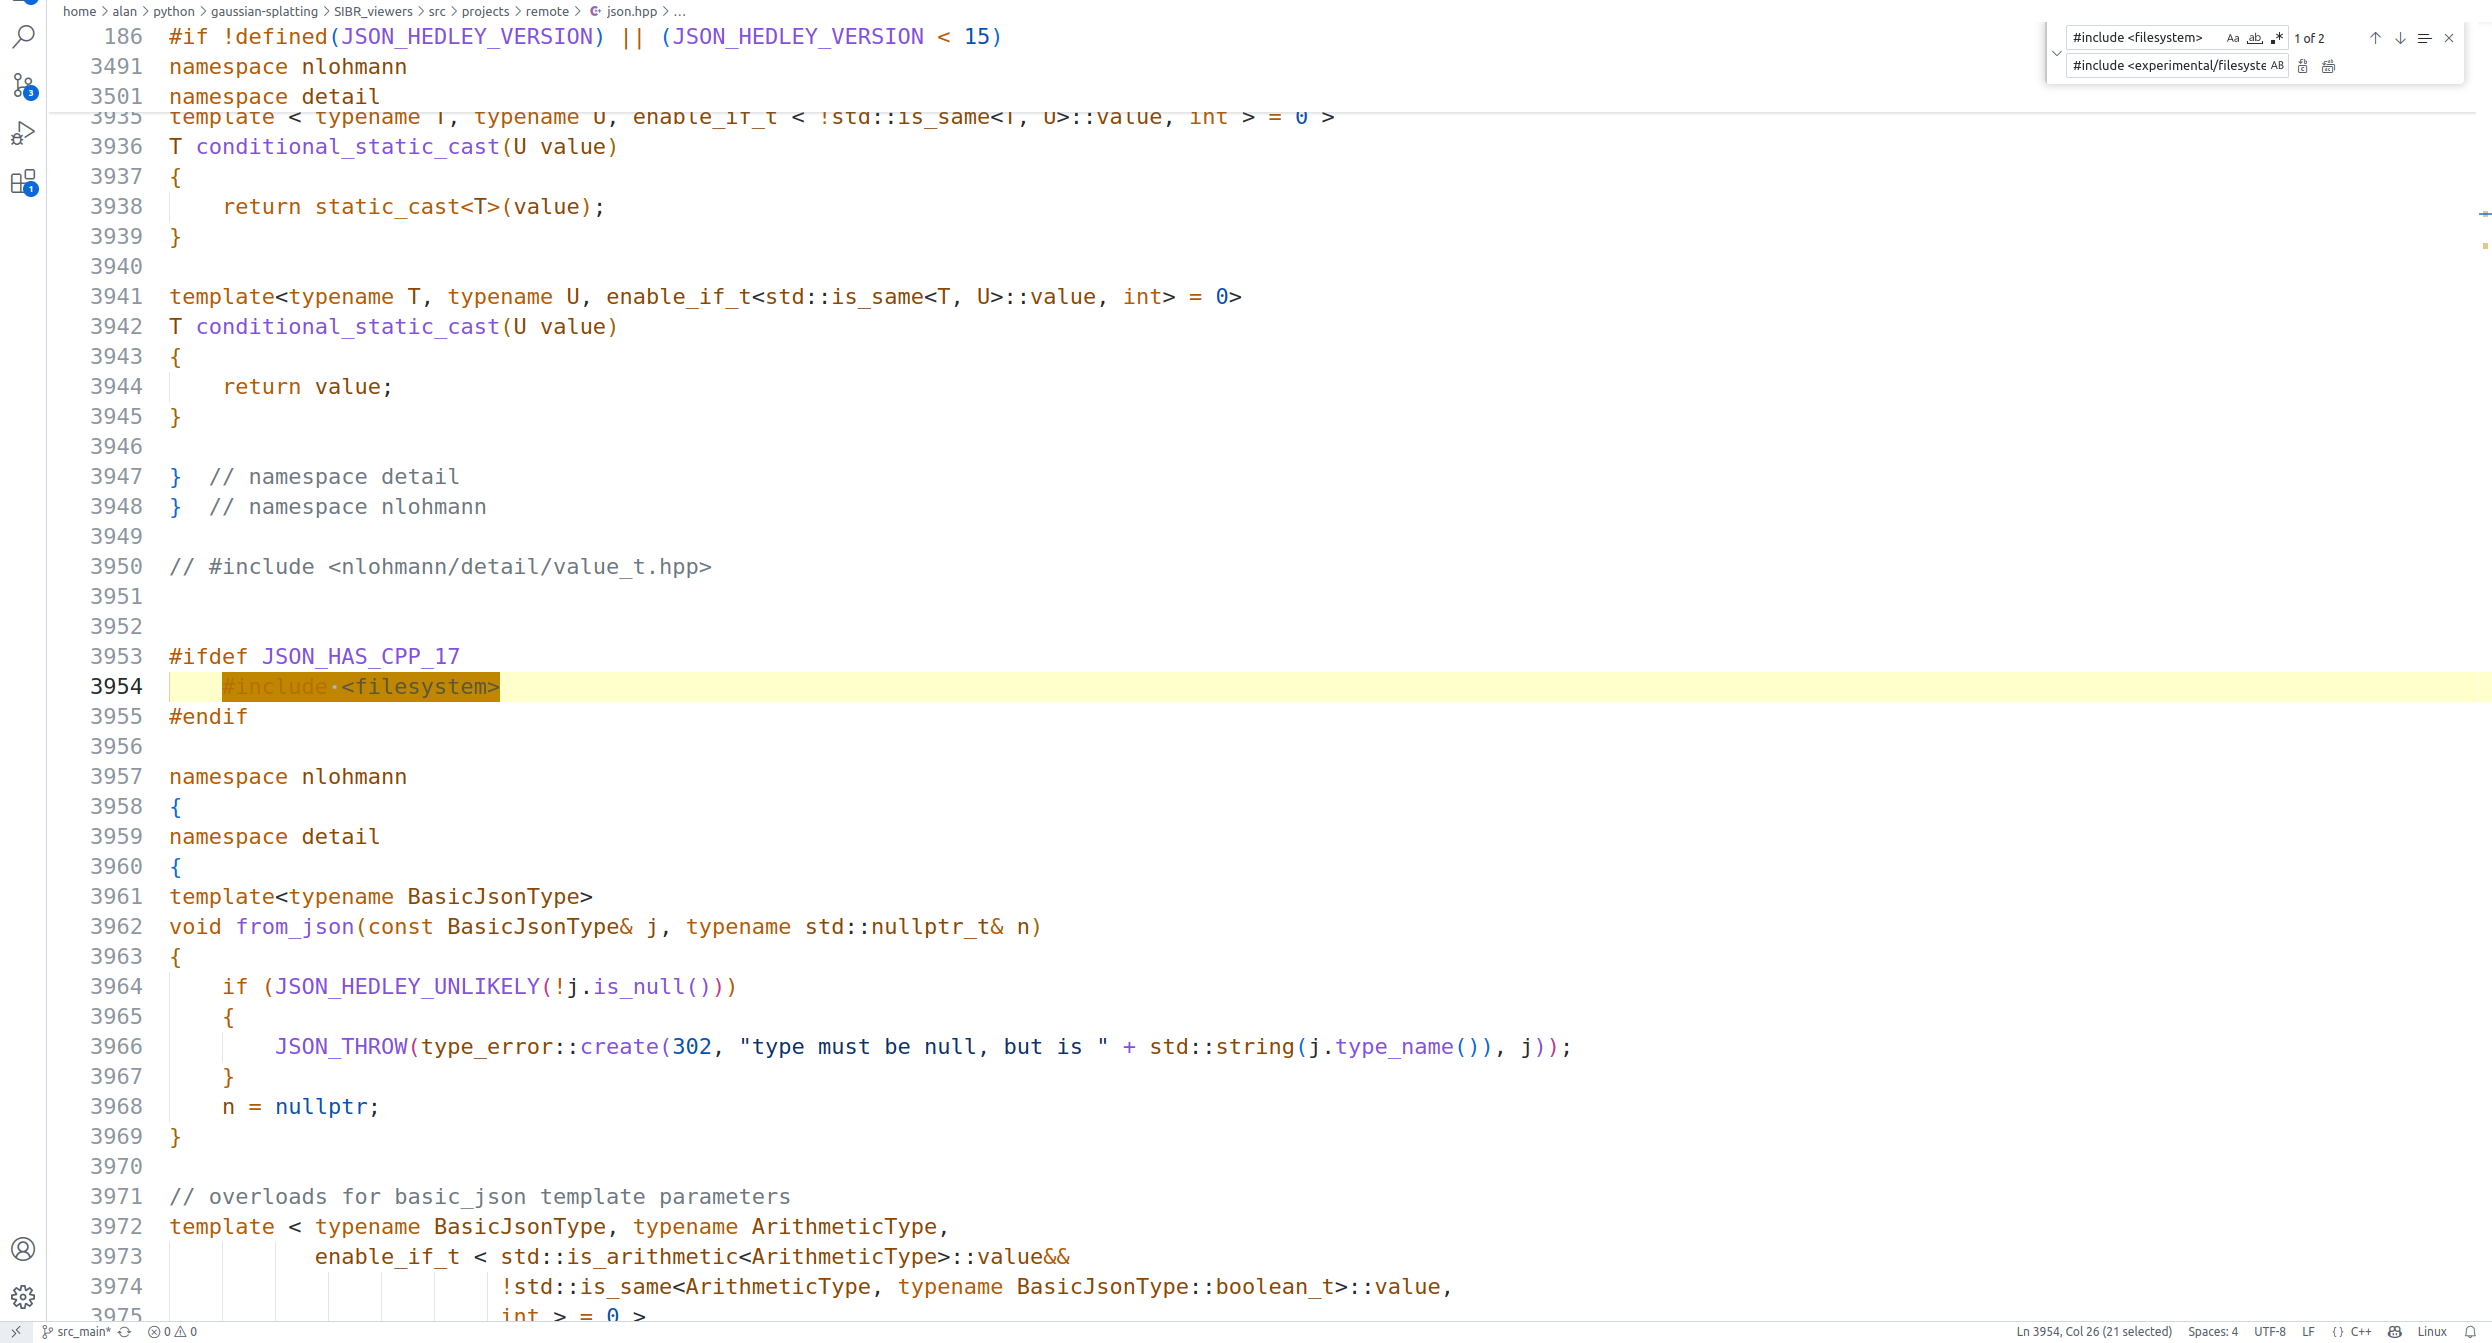 home > alan > python > gaussian-splatting > SIBR_viewers > src > projects > remote > json.hpp > ...
#include <filesystem> Aa ab .* 1 of 2
#include <experimental/filesyste AB
186 #if !defined(JSON_HEDLEY_VERSION) || (JSON_HEDLEY_VERSION < 15)
3491 namespace nlohmann
3501 namespace detail
3935 template < typename T, typename U, enable_if_t < !std::is_same<T, U>::value, int > = 0 >
3936 T conditional_static_cast(U value)
3937 {
3938     return static_cast<T>(value);
3939 }
3940
3941 template<typename T, typename U, enable_if_t<std::is_same<T, U>::value, int> = 0>
3942 T conditional_static_cast(U value)
3943 {
3944     return value;
3945 }
3946
3947 }  // namespace detail
3948 }  // namespace nlohmann
3949
3950 // #include <nlohmann/detail/value_t.hpp>
3951
3952
3953 #ifdef JSON_HAS_CPP_17
3954     #include·<filesystem>
3955 #endif
3956
3957 namespace nlohmann
3958 {
3959 namespace detail
3960 {
3961 template<typename BasicJsonType>
3962 void from_json(const BasicJsonType& j, typename std::nullptr_t& n)
3963 {
3964     if (JSON_HEDLEY_UNLIKELY(!j.is_null()))
3965     {
3966         JSON_THROW(type_error::create(302, "type must be null, but is " + std::string(j.type_name()), j));
3967     }
3968     n = nullptr;
3969 }
3970
3971 // overloads for basic_json template parameters
3972 template < typename BasicJsonType, typename ArithmeticType,
3973            enable_if_t < std::is_arithmetic<ArithmeticType>::value&&
3974                          !std::is_same<ArithmeticType, typename BasicJsonType::boolean_t>::value,
3975                          int > = 0 >
3
1
src_main* 0 0 Ln 3954, Col 26 (21 selected) Spaces: 4 UTF-8 LF {} C++ Linux